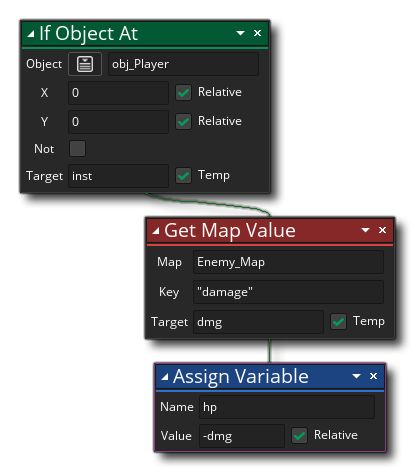 If Object At
Object obj_Player
X 0 Relative
Y 0 Relative
Not
Target inst Temp
Get Map Value
Map Enemy_Map
Key "damage"
Target dmg Temp
Assign Variable
Name hp
Value -dmg Relative